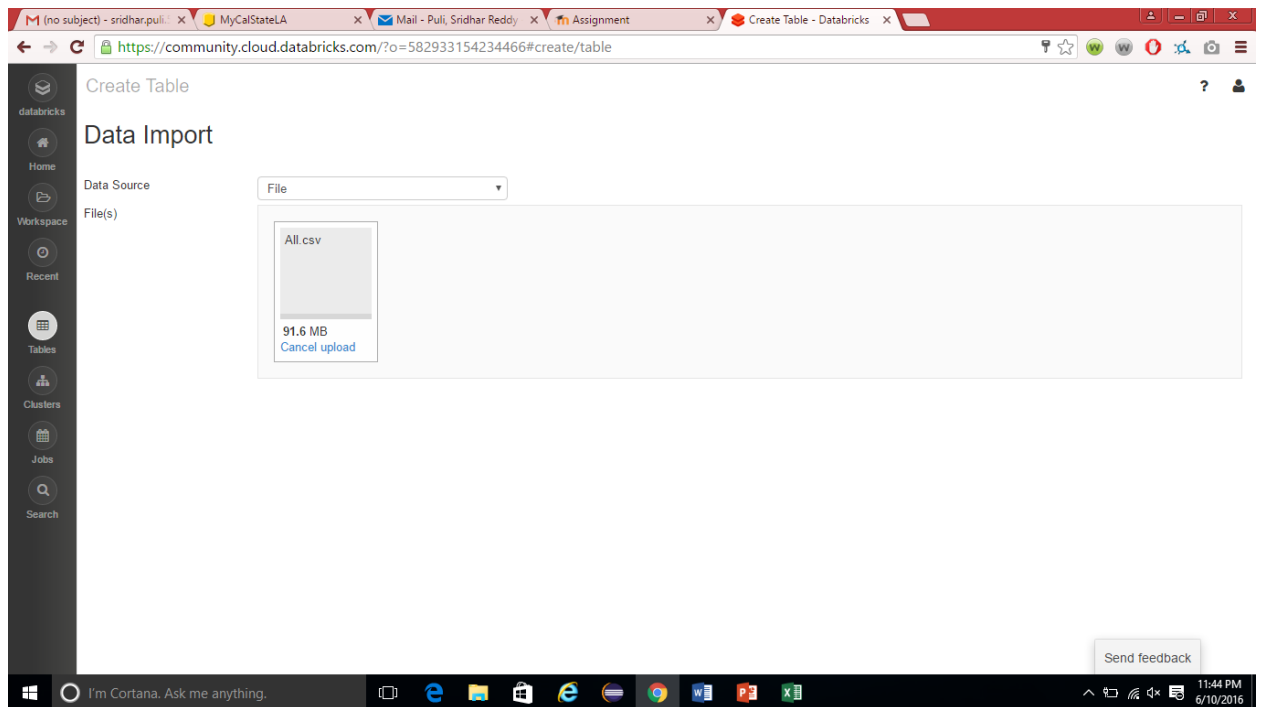 (no subject) - sridhar.puli.
MyCalStateLA
Mail - Puli, Sridhar Reddy
Assignment
Create Table - Databricks
https://community.cloud.databricks.com/?o=582933154234466#create/table
databricks
Home
Workspace
Recent
Tables
Clusters
Jobs
Search
Create Table
?
Data Import
Data Source
File
File(s)
All.csv
91.6 MB
Cancel upload
Send feedback
I'm Cortana. Ask me anything.
11:44 PM
6/10/2016